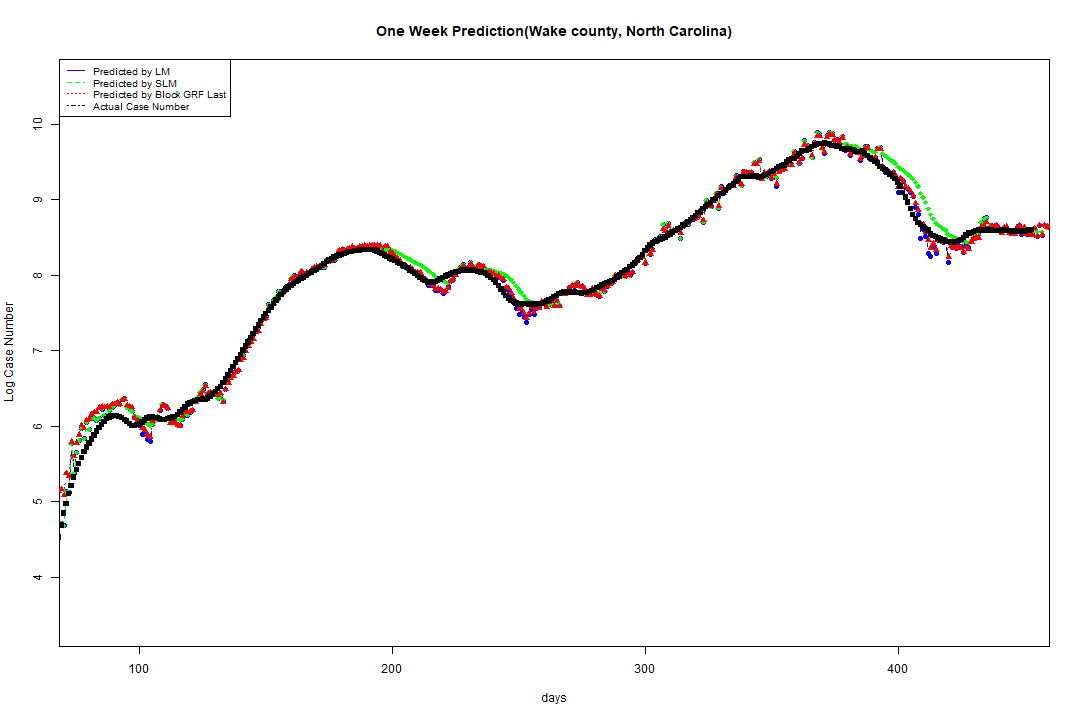 One Week Prediction(Wake county, North Carolina)
Predicted by LM
Predicted by SLM
Predicted by Block GRF Last
Actual Case Number
10
9
8
7
6
5
4
Log Case Number
100 200 300 400
days